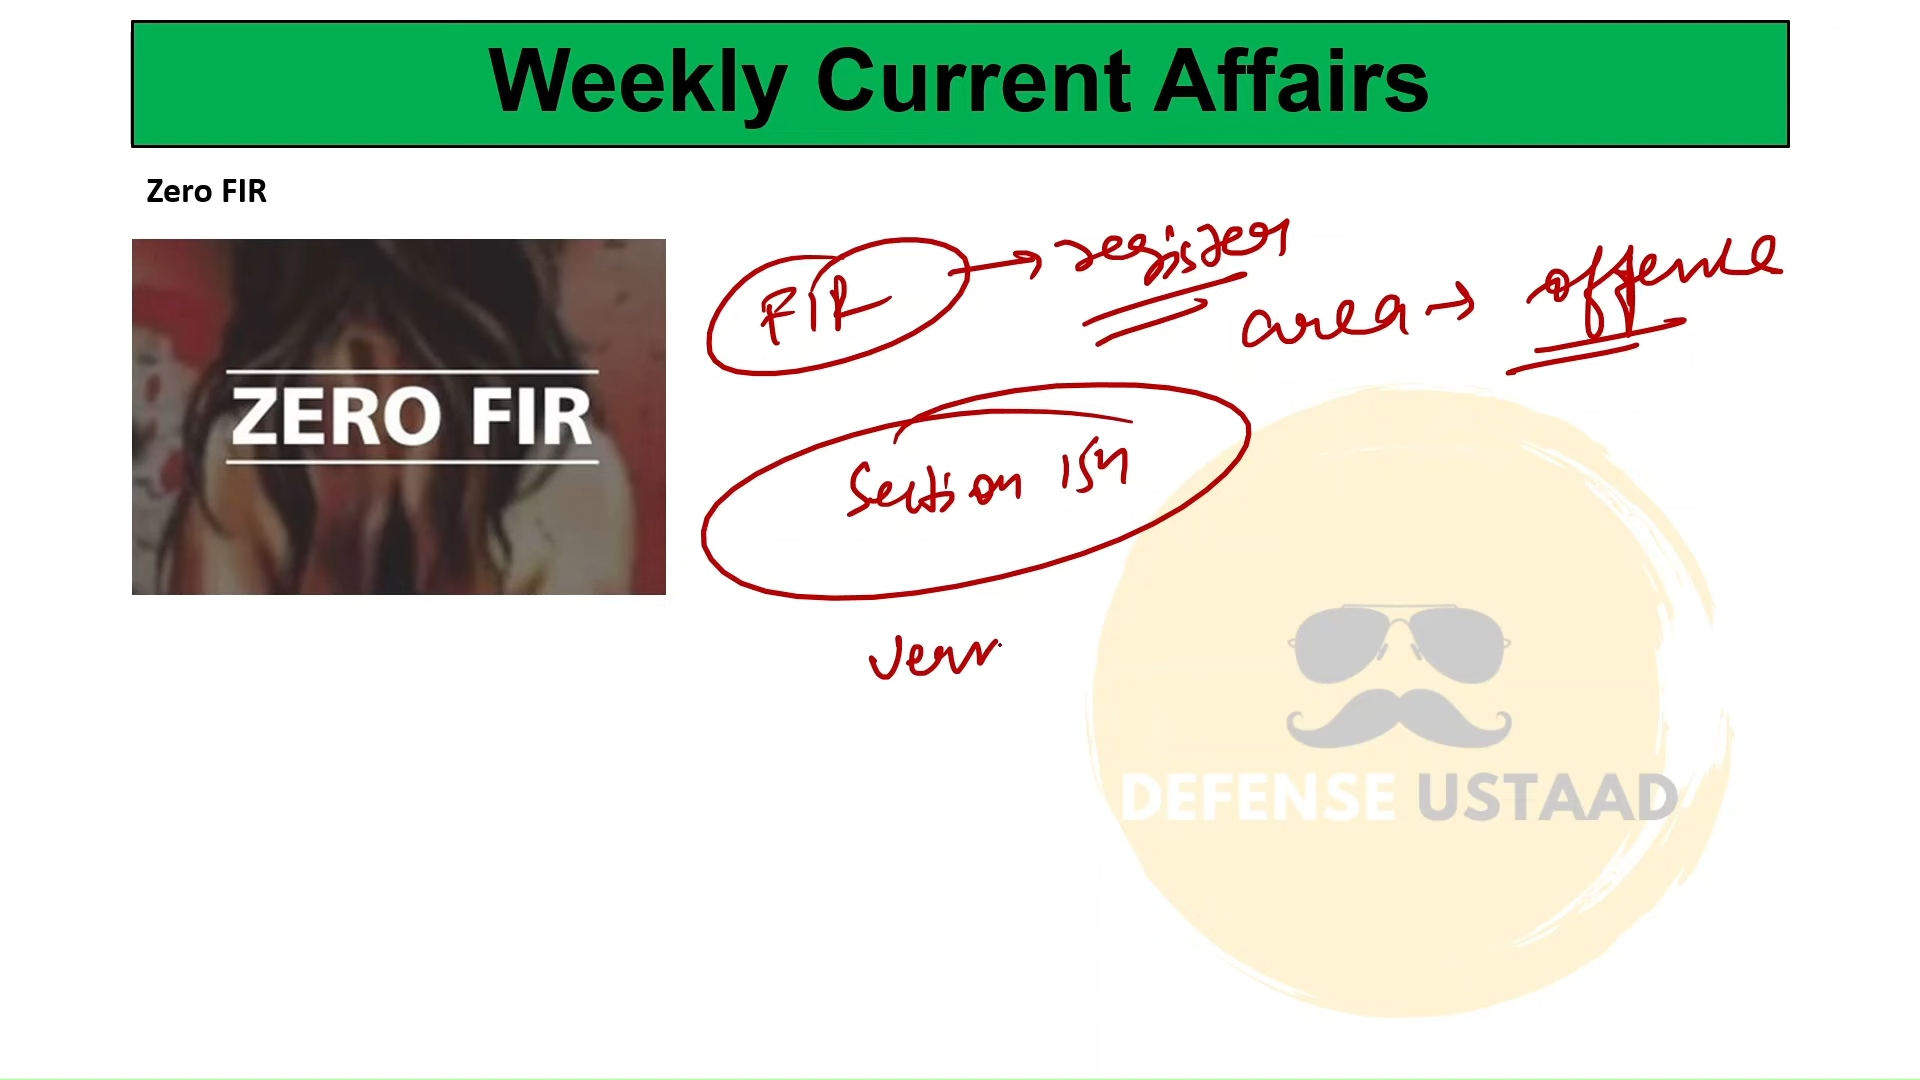 Weekly Current Affairs
Zero FIR
ZERO FIR
FIR → register
area → offence
Section 154
DEFENSE USTAAD